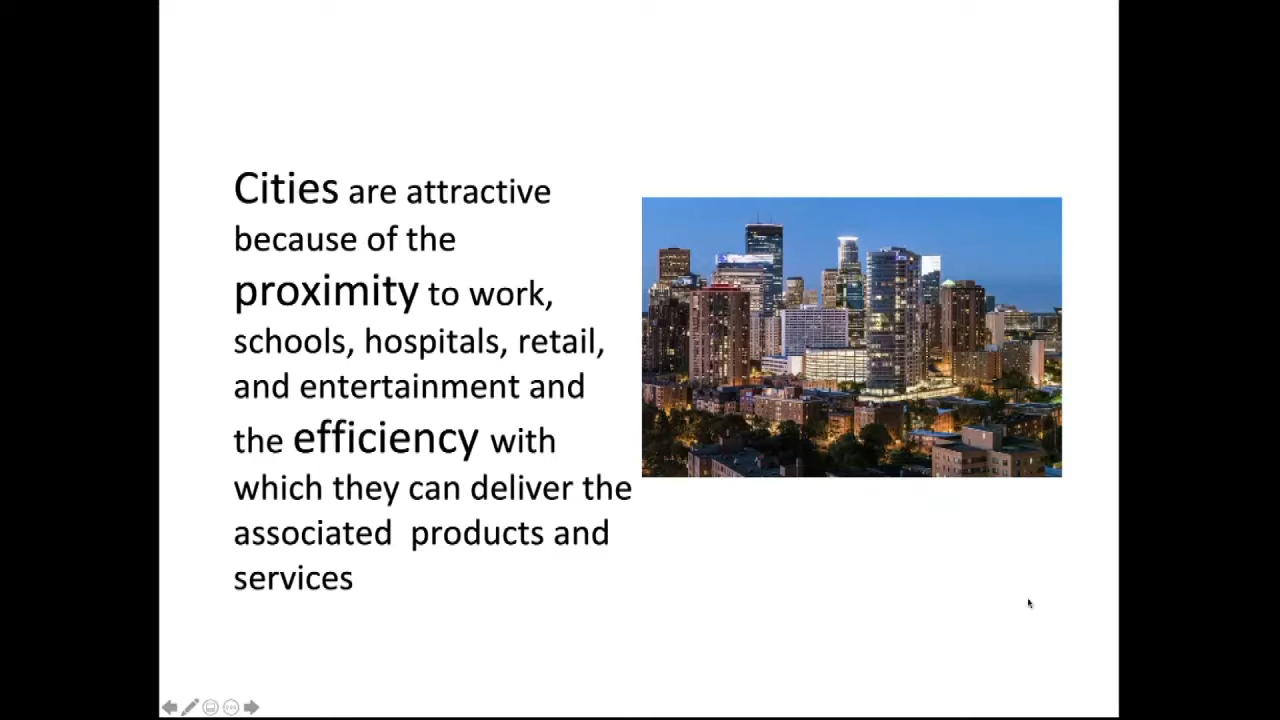 Cities are attractive
because of the
proximity to work,
schools, hospitals, retail,
and entertainment and
the efficiency with
which they can deliver the
associated  products and
services